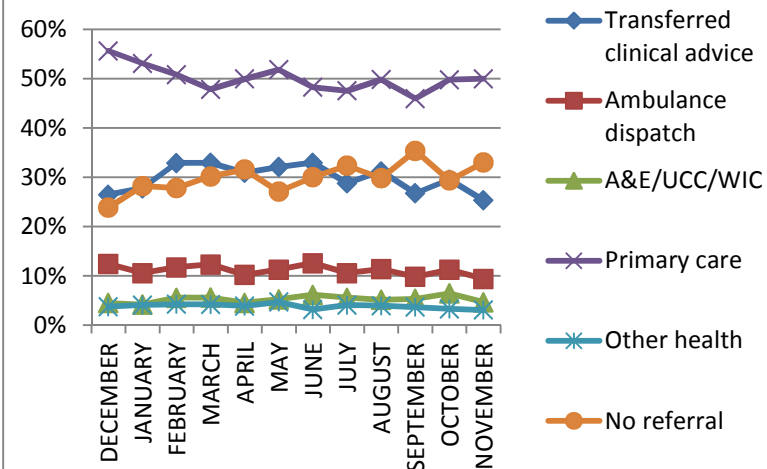 60%
50%
40%
30%
20%
10%
0%
DECEMBER
JANUARY
FEBRUARY
MARCH
APRIL
MAY
JUNE
JULY
AUGUST
SEPTEMBER
OCTOBER
NOVEMBER
Transferred
clinical advice
Ambulance
dispatch
A&E/UCC/WIC
Primary care
Other health
No referral